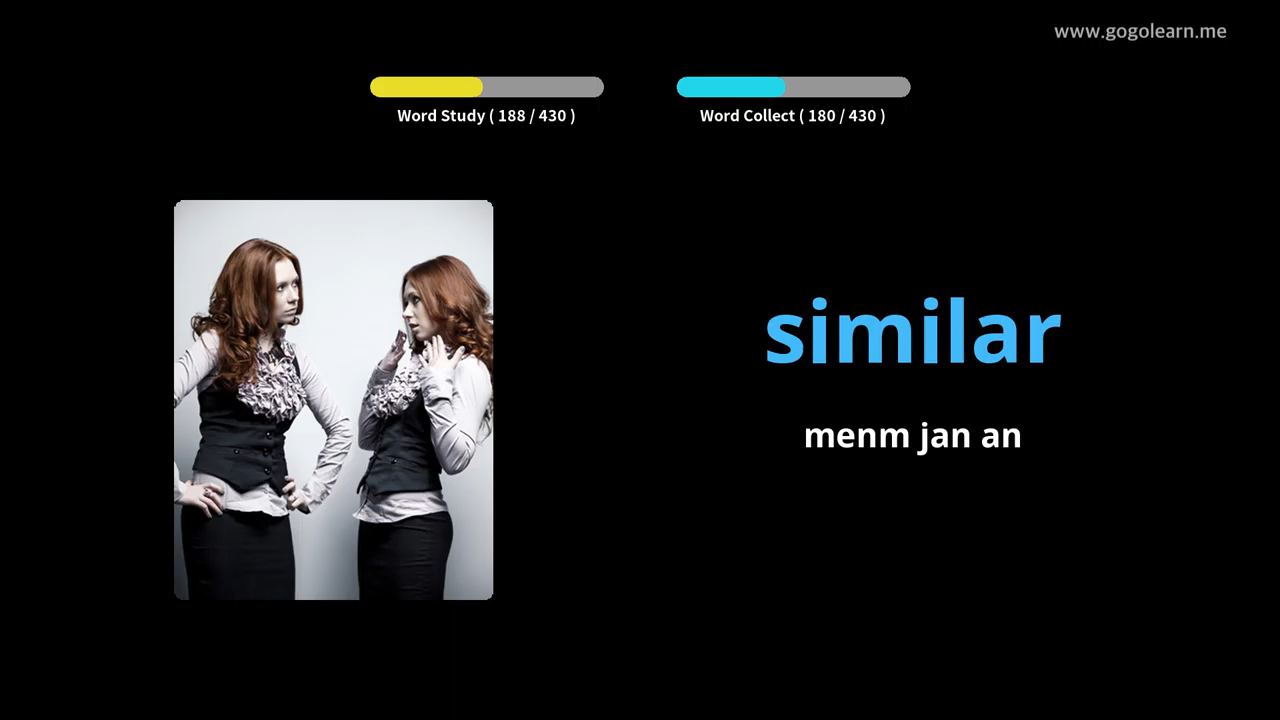 www.gogolearn.me
Word Study ( 188 / 430 )
Word Collect ( 180 / 430 )
similar
menm jan an